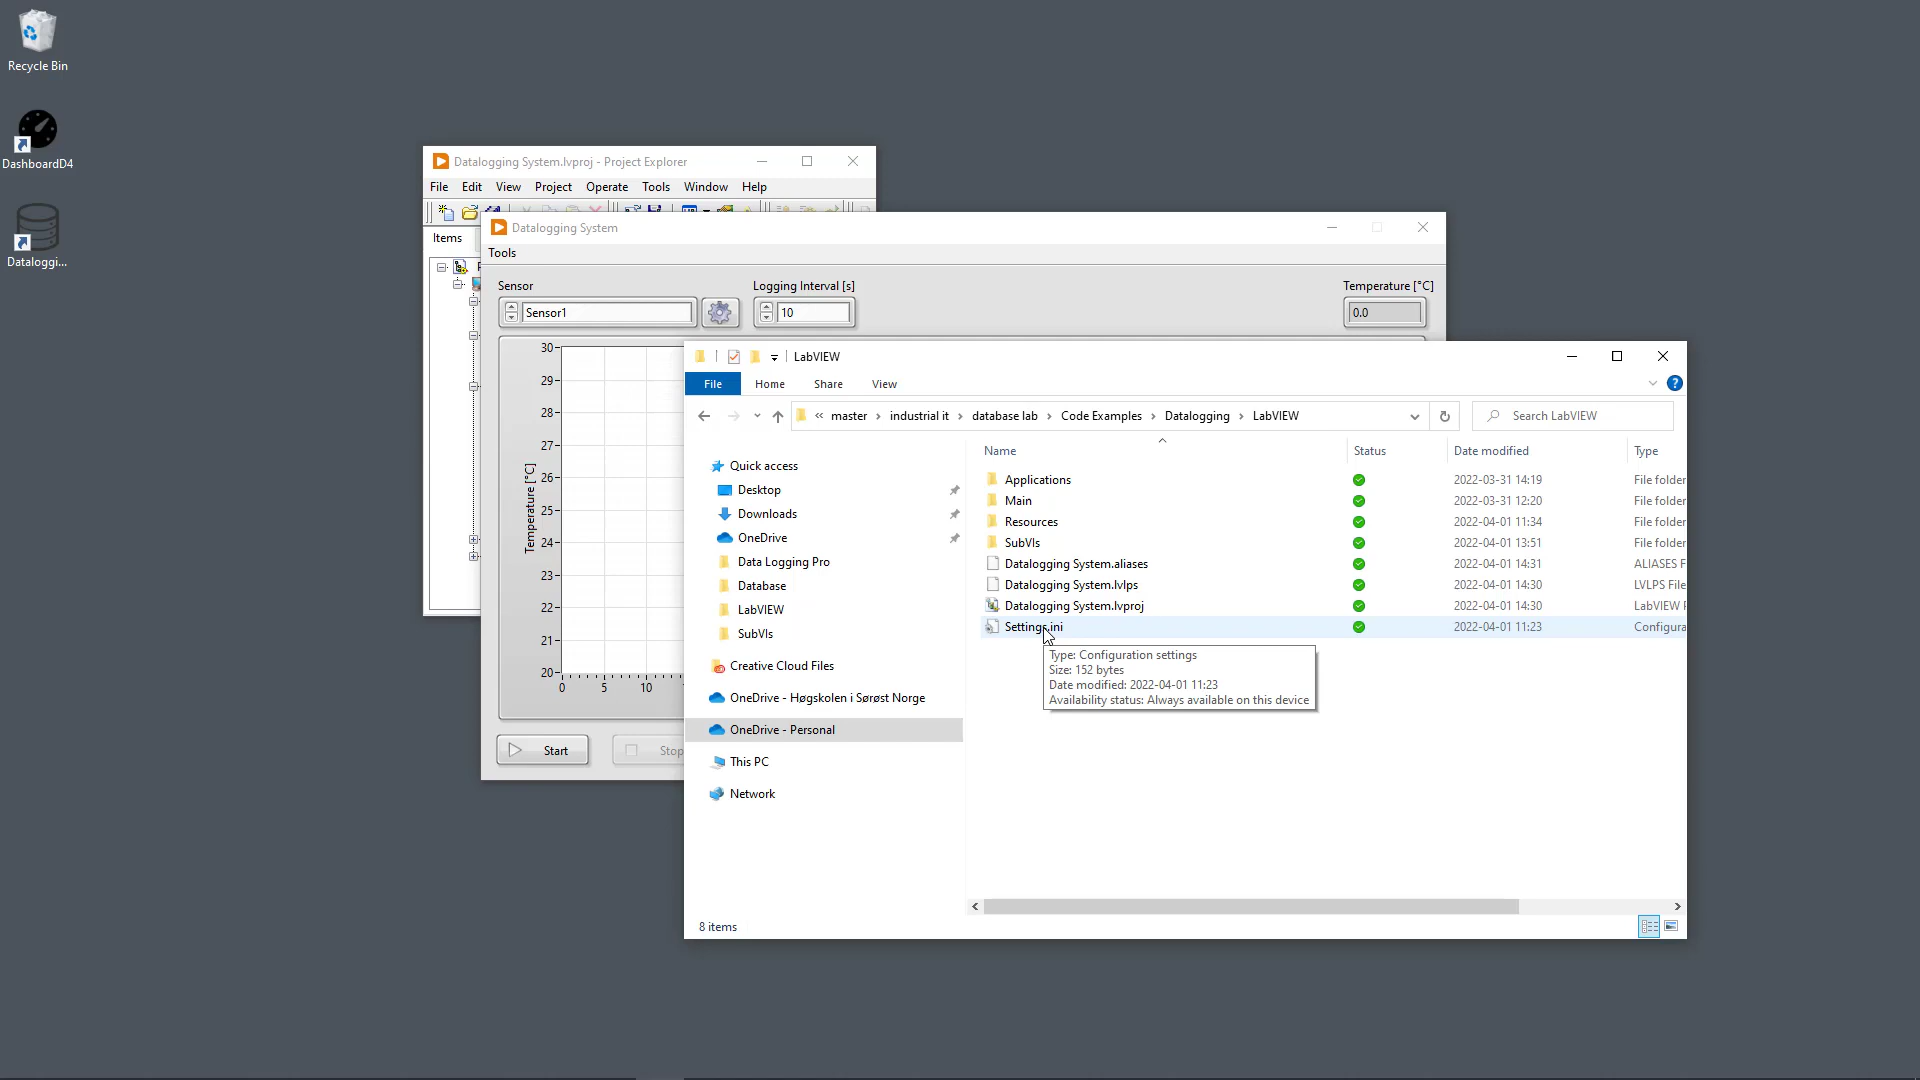 Recycle Bin
DashboardD4
Dataloggi...
Datalogging System.lvproj - Project Explorer
File Edit View Project Operate Tools Window Help
Items
Datalogging System
Tools
Sensor
Logging Interval [s]
Temperature [°C]
Sensor1
10
0.0
30
29
28
27
26
25
24
23
22
21
20
Temperature [°C]
0 5 10
Start
Stop
LabVIEW
File Home Share View
« master › industrial it › database lab › Code Examples › Datalogging › LabVIEW
Search LabVIEW
Quick access
Desktop
Downloads
OneDrive
Data Logging Pro
Database
LabVIEW
SubVIs
Creative Cloud Files
OneDrive - Høgskolen i Sørøst Norge
OneDrive - Personal
This PC
Network
Name Status Date modified Type
Applications 2022-03-31 14:19 File folder
Main 2022-03-31 12:20 File folder
Resources 2022-04-01 11:34 File folder
SubVIs 2022-04-01 13:51 File folder
Datalogging System.aliases 2022-04-01 14:31 ALIASES F
Datalogging System.lvlps 2022-04-01 14:30 LVLPS File
Datalogging System.lvproj 2022-04-01 14:30 LabVIEW
Settings.ini 2022-04-01 11:23 Configura
Type: Configuration settings
Size: 152 bytes
Date modified: 2022-04-01 11:23
Availability status: Always available on this device
8 items